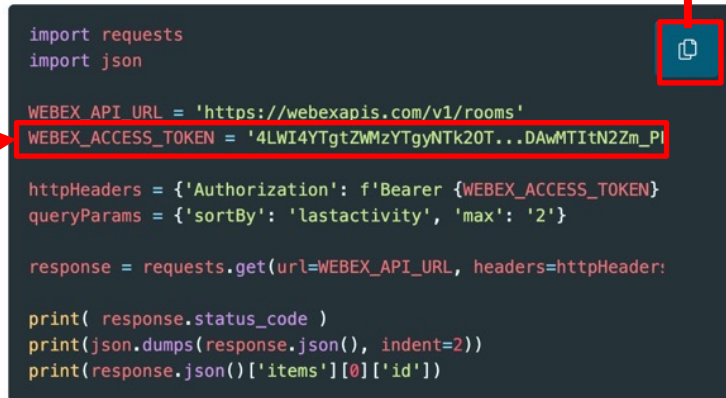 import requests
import json
WEBEX_API_URL = 'https://webexapis.com/v1/rooms'
WEBEX_ACCESS_TOKEN = '4LWI4YTgtZWMzYTgyNTk2OT...DAwMTItN2Zm_P
httpHeaders = {'Authorization': f'Bearer {WEBEX_ACCESS_TOKEN}
queryParams = {'sortBy': 'lastactivity', 'max': '2'}
response = requests.get(url=WEBEX_API_URL, headers=httpHeaders
print( response.status_code )
print(json.dumps(response.json(), indent=2))
print(response.json()['items'][0]['id'])